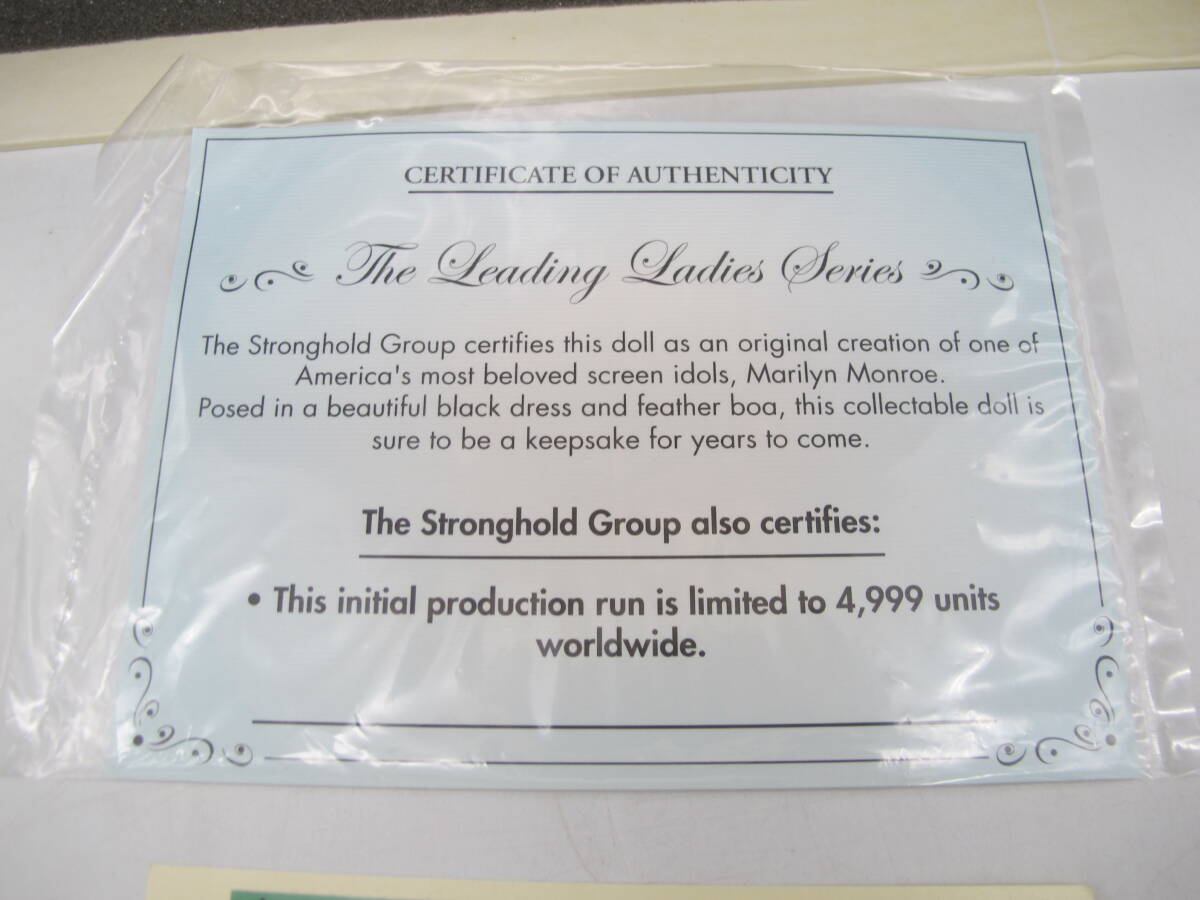 CERTIFICATE OF AUTHENTICITY
The Leading Ladies Series
The Stronghold Group certifies this doll as an original creation of one of
America's most beloved screen idols, Marilyn Monroe.
Posed in a beautiful black dress and feather boa, this collectable doll is
sure to be a keepsake for years to come.
The Stronghold Group also certifies:
• This initial production run is limited to 4,999 units
worldwide.